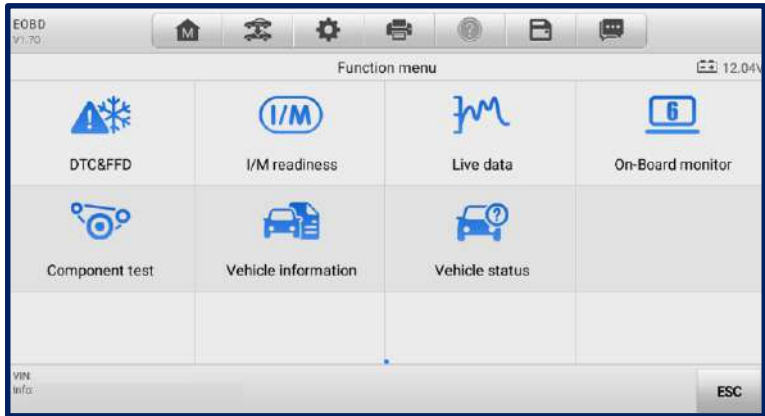 EOBD
V1.70
M
Function menu
12.04V
I/M
6
DTC&FFD
I/M readiness
Live data
On-Board monitor
?
Component test
Vehicle information
Vehicle status
VIN:
Info:
ESC